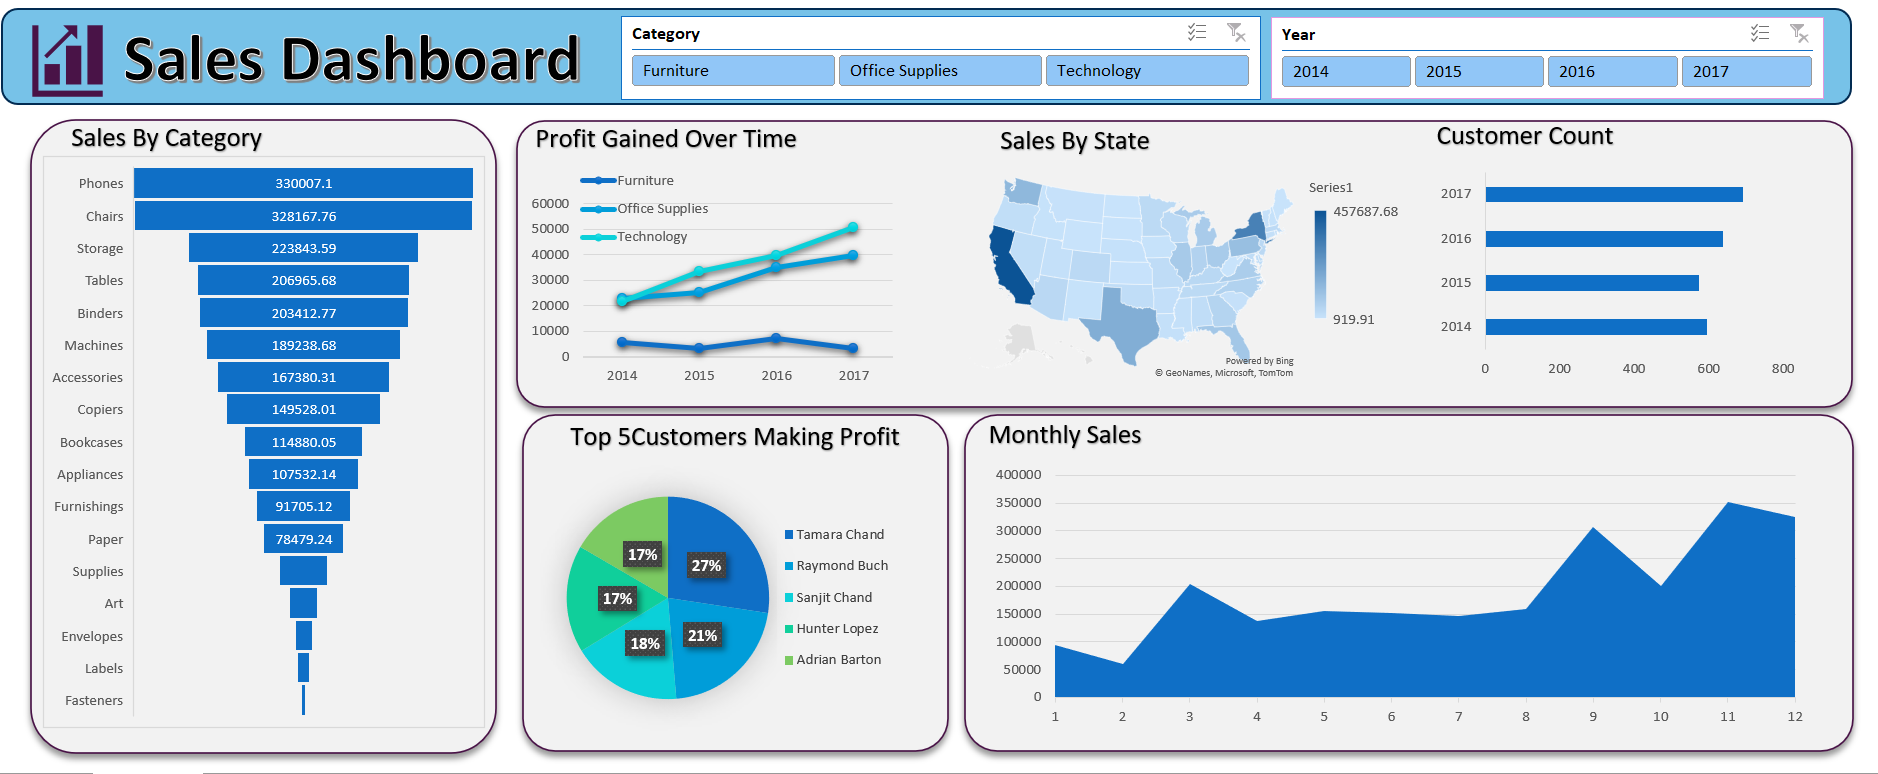 Sales Dashboard
Category
Furniture
Office Supplies
Technology
Year
2014
2015
2016
2017
Sales By Category
Phones 330007.1
Chairs 328167.76
Storage 223843.59
Tables 206965.68
Binders 203412.77
Machines 189238.68
Accessories 167380.31
Copiers 149528.01
Bookcases 114880.05
Appliances 107532.14
Furnishings 91705.12
Paper 78479.24
Supplies
Art
Envelopes
Labels
Fasteners
Profit Gained Over Time
Furniture
Office Supplies
Technology
60000
50000
40000
30000
20000
10000
0
2014 2015 2016 2017
Sales By State
Series1
457687.68
919.91
Powered by Bing
© GeoNames, Microsoft, TomTom
Customer Count
2017
2016
2015
2014
0 200 400 600 800
Top 5Customers Making Profit
27%
21%
18%
17%
17%
Tamara Chand
Raymond Buch
Sanjit Chand
Hunter Lopez
Adrian Barton
Monthly Sales
400000
350000
300000
250000
200000
150000
100000
50000
0
1 2 3 4 5 6 7 8 9 10 11 12